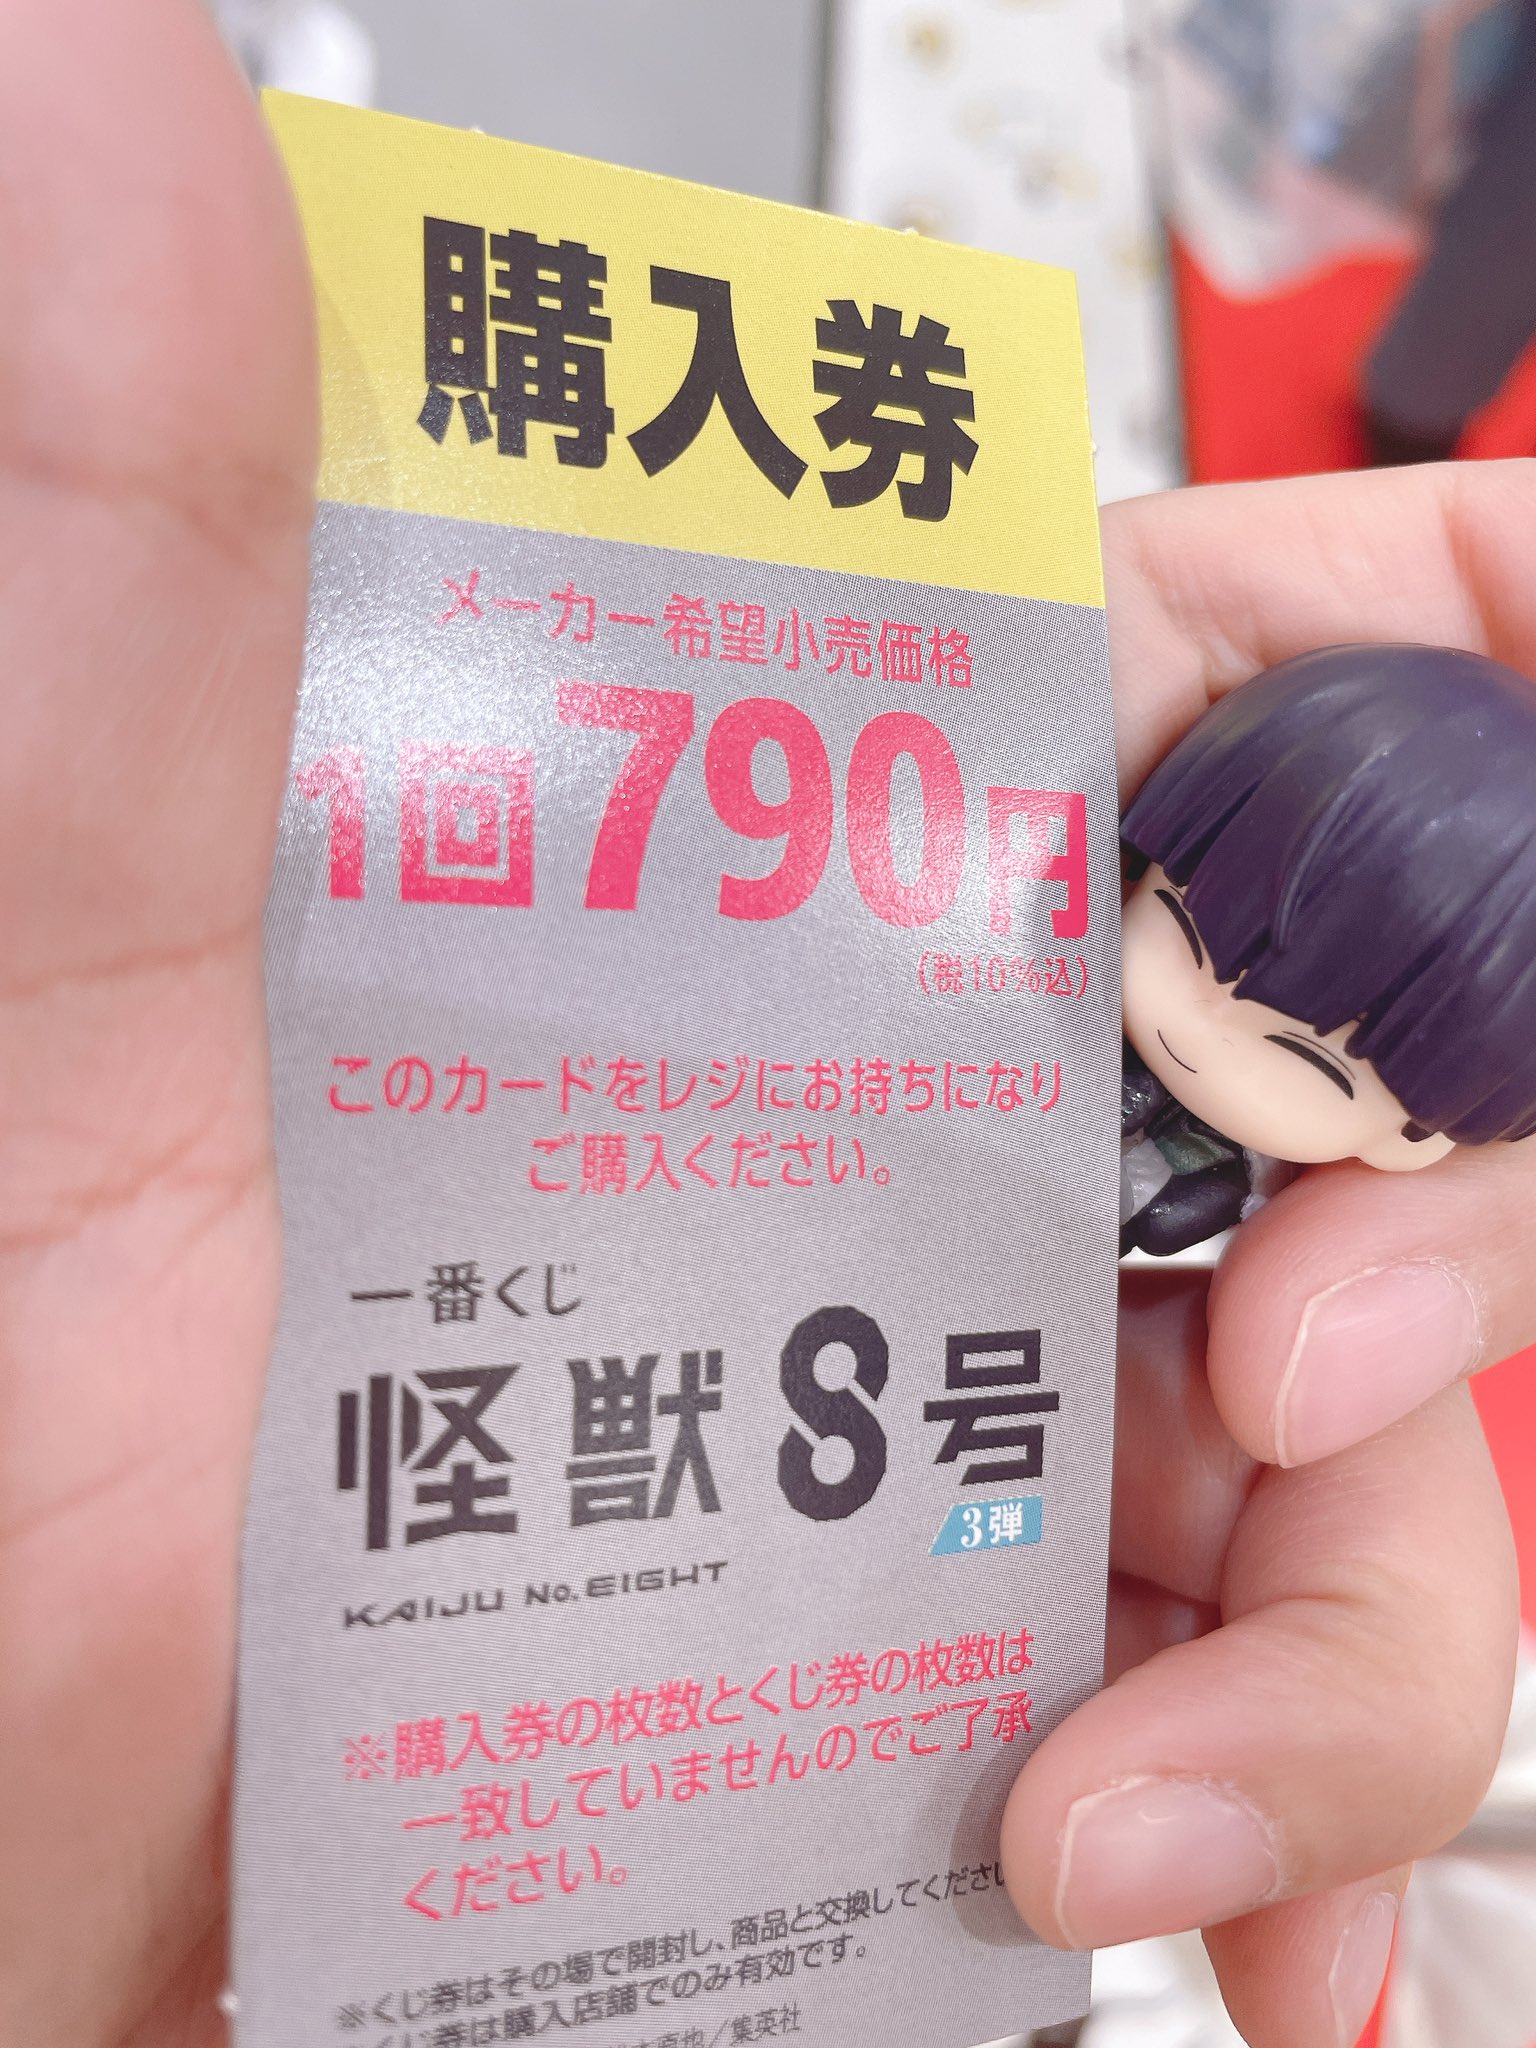 購入券
メーカー希望小売価格
1回790円
(税10%込)
このカードをレジにお持ちになり
ご購入ください。
一番くじ
怪獣8号
3弾
KAIJU No.EIGHT
※購入券の枚数とくじ券の枚数は
一致していませんのでご了承
ください。
※くじ券はその場で開封し、商品と交換してください
くじ券は購入店舗でのみ有効です。
/集英社